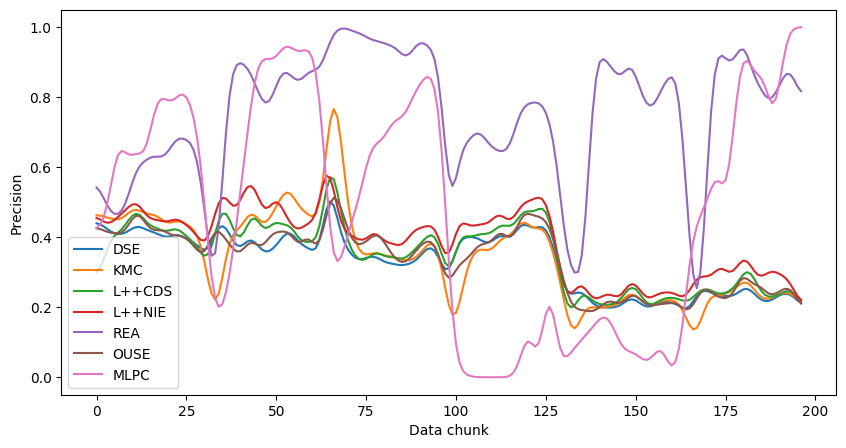 1.0
0.8
0.6
0.4
0.2
0.0
Precision
DSE
KMC
L++CDS
L++NIE
REA
OUSE
MLPC
0 25 50 75 100 125 150 175 200
Data chunk